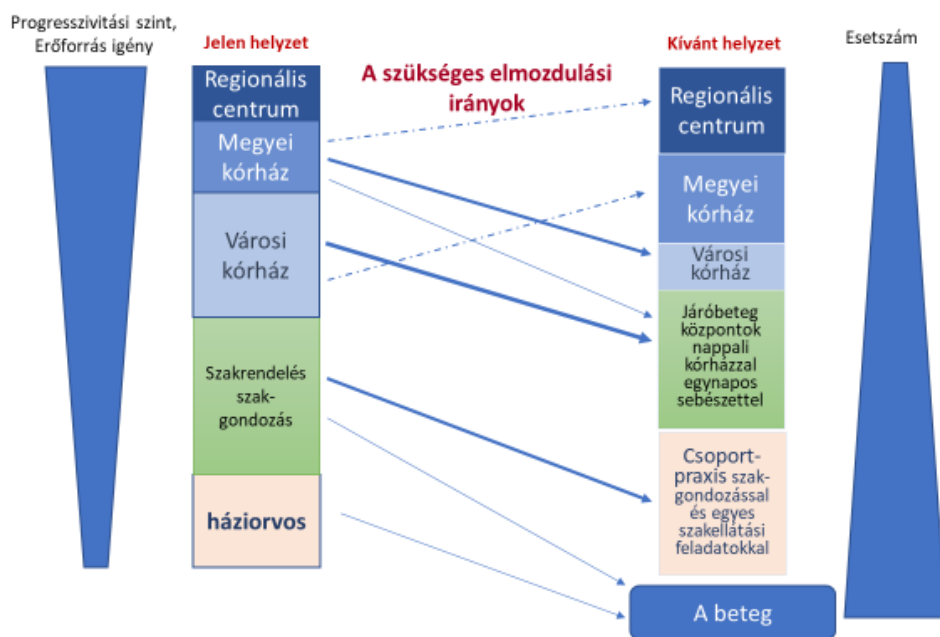 Progresszivitási szint,
Erőforrás igény
Jelen helyzet
A szükséges elmozdulási
irányok
Kívánt helyzet
Esetszám
Regionális
centrum
Megyei
kórház
Városi
kórház
Szakrendelés
szak-
gondozás
háziorvos
Regionális
centrum
Megyei
kórház
Városi
kórház
Járóbeteg
központok
nappali
kórházzal
egynapos
sebészettel
Csoport-
praxis szak-
gondozással
és egyes
szakellátási
feladatokkal
A beteg